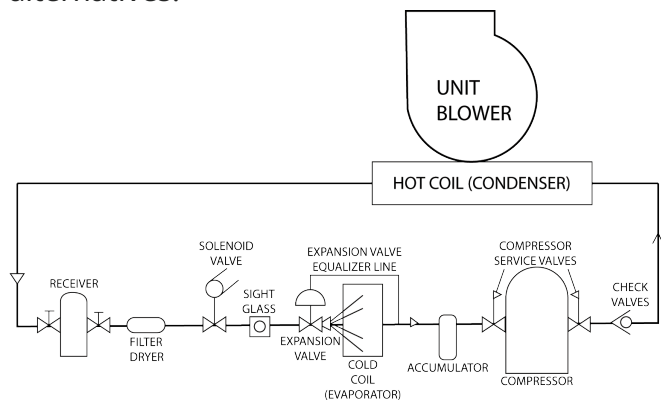 alternatives.
UNIT
BLOWER
HOT COIL (CONDENSER)
SOLENOID
VALVE
EXPANSION VALVE
EQUALIZER LINE
COMPRESSOR
SERVICE VALVES
RECEIVER
SIGHT
GLASS
CHECK
VALVES
FILTER
DRYER
EXPANSION
VALVE
COLD
COIL
(EVAPORATOR)
ACCUMULATOR
COMPRESSOR